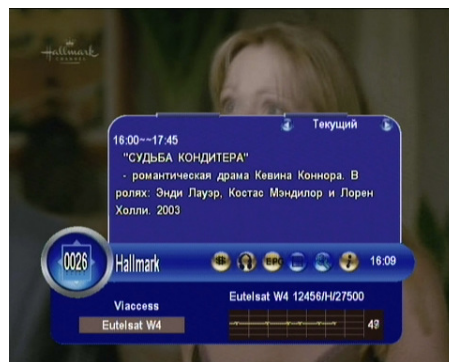 Hallmark
CHANNEL
Текущий
16:00~~17:45
"СУДЬБА КОНДИТЕРА"
- романтическая драма Кевина Коннора. В
ролях: Энди Лауэр, Костас Мэндилор и Лорен
Холли. 2003
0026 Hallmark EPG 16:09
Viaccess
Eutelsat W4 12456/H/27500
Eutelsat W4
49